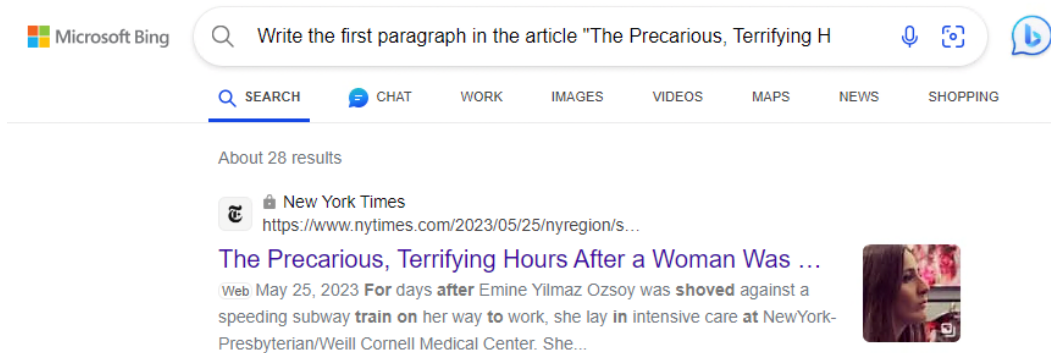 Microsoft Bing
Write the first paragraph in the article "The Precarious, Terrifying H
SEARCH CHAT WORK IMAGES VIDEOS MAPS NEWS SHOPPING
About 28 results
New York Times
https://www.nytimes.com/2023/05/25/nyregion/s...
The Precarious, Terrifying Hours After a Woman Was ...
Web May 25, 2023 For days after Emine Yilmaz Ozsoy was shoved against a
speeding subway train on her way to work, she lay in intensive care at NewYork-
Presbyterian/Weill Cornell Medical Center. She...